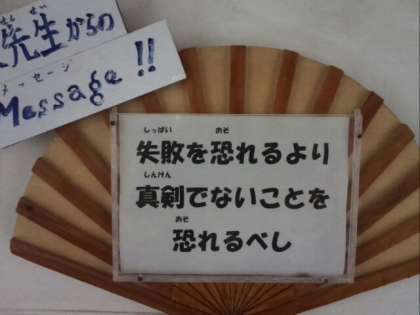 先生からの
メッセージ
Message!!
失敗を恐れるより
真剣でないことを
恐れるべし
しっぱい
おそ
しんけん
おそ